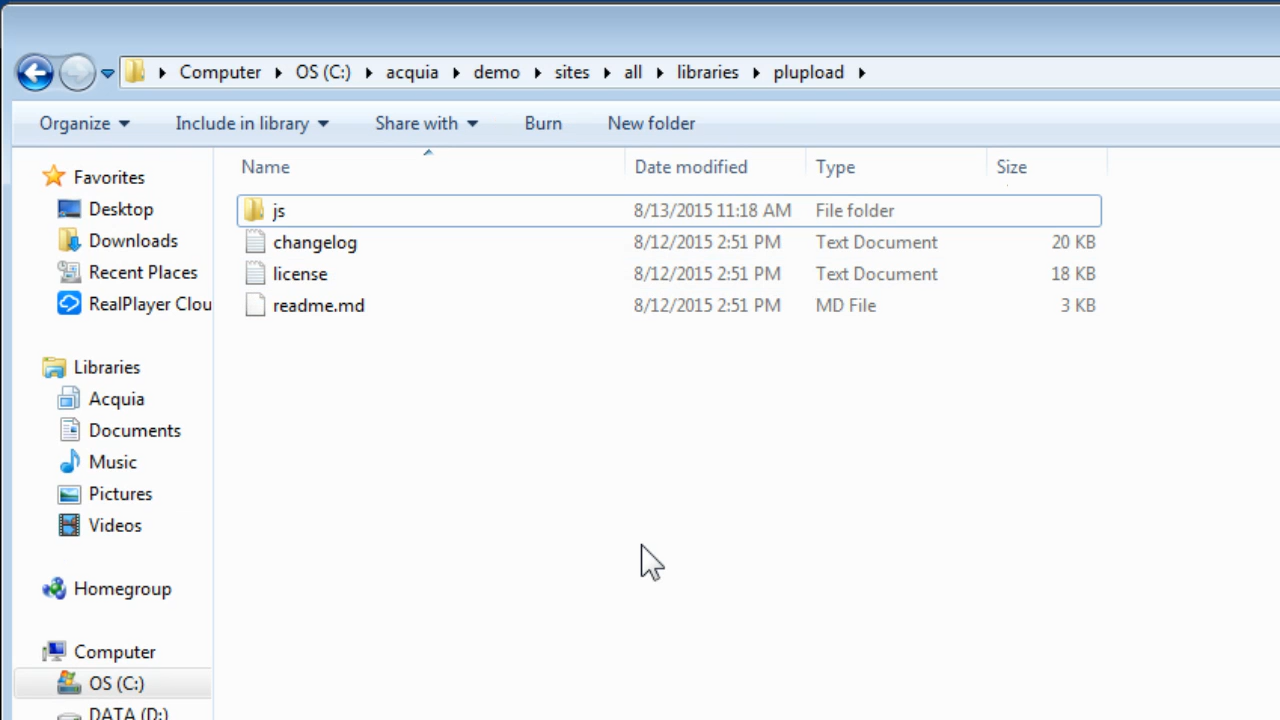 Computer OS (C:) acquia demo sites all libraries plupload
Organize Include in library Share with Burn New folder
Name Date modified Type Size
Favorites
Desktop
Downloads
Recent Places
RealPlayer Clou
Libraries
Acquia
Documents
Music
Pictures
Videos
Homegroup
Computer
OS (C:)
DATA (D:)
js 8/13/2015 11:18 AM File folder
changelog 8/12/2015 2:51 PM Text Document 20 KB
license 8/12/2015 2:51 PM Text Document 18 KB
readme.md 8/12/2015 2:51 PM MD File 3 KB